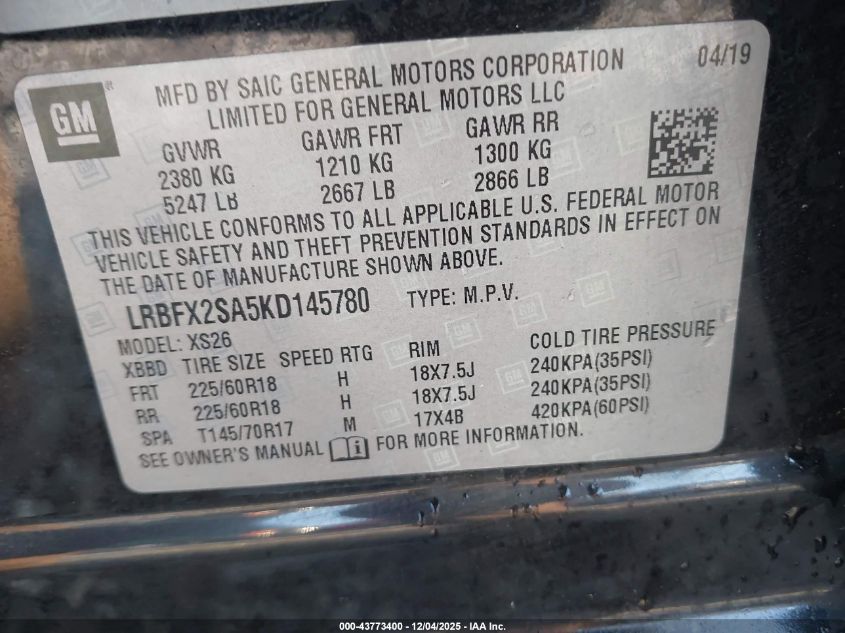 GM
MFD BY SAIC GENERAL MOTORS CORPORATION 04/19
LIMITED FOR GENERAL MOTORS LLC
GVWR GAWR FRT GAWR RR
2380 KG 1210 KG 1300 KG
5247 LB 2667 LB 2866 LB
THIS VEHICLE CONFORMS TO ALL APPLICABLE U.S. FEDERAL MOTOR
VEHICLE SAFETY AND THEFT PREVENTION STANDARDS IN EFFECT ON
THE DATE OF MANUFACTURE SHOWN ABOVE.
LRBFX2SA5KD145780 TYPE: M.P.V.
MODEL: XS26
XBBD TIRE SIZE SPEED RTG RIM COLD TIRE PRESSURE
FRT 225/60R18 H 18X7.5J 240KPA(35PSI)
RR 225/60R18 H 18X7.5J 240KPA(35PSI)
SPA T145/70R17 M 17X4B 420KPA(60PSI)
SEE OWNER'S MANUAL i FOR MORE INFORMATION.
000-43773400 - 12/04/2025 - IAA Inc.